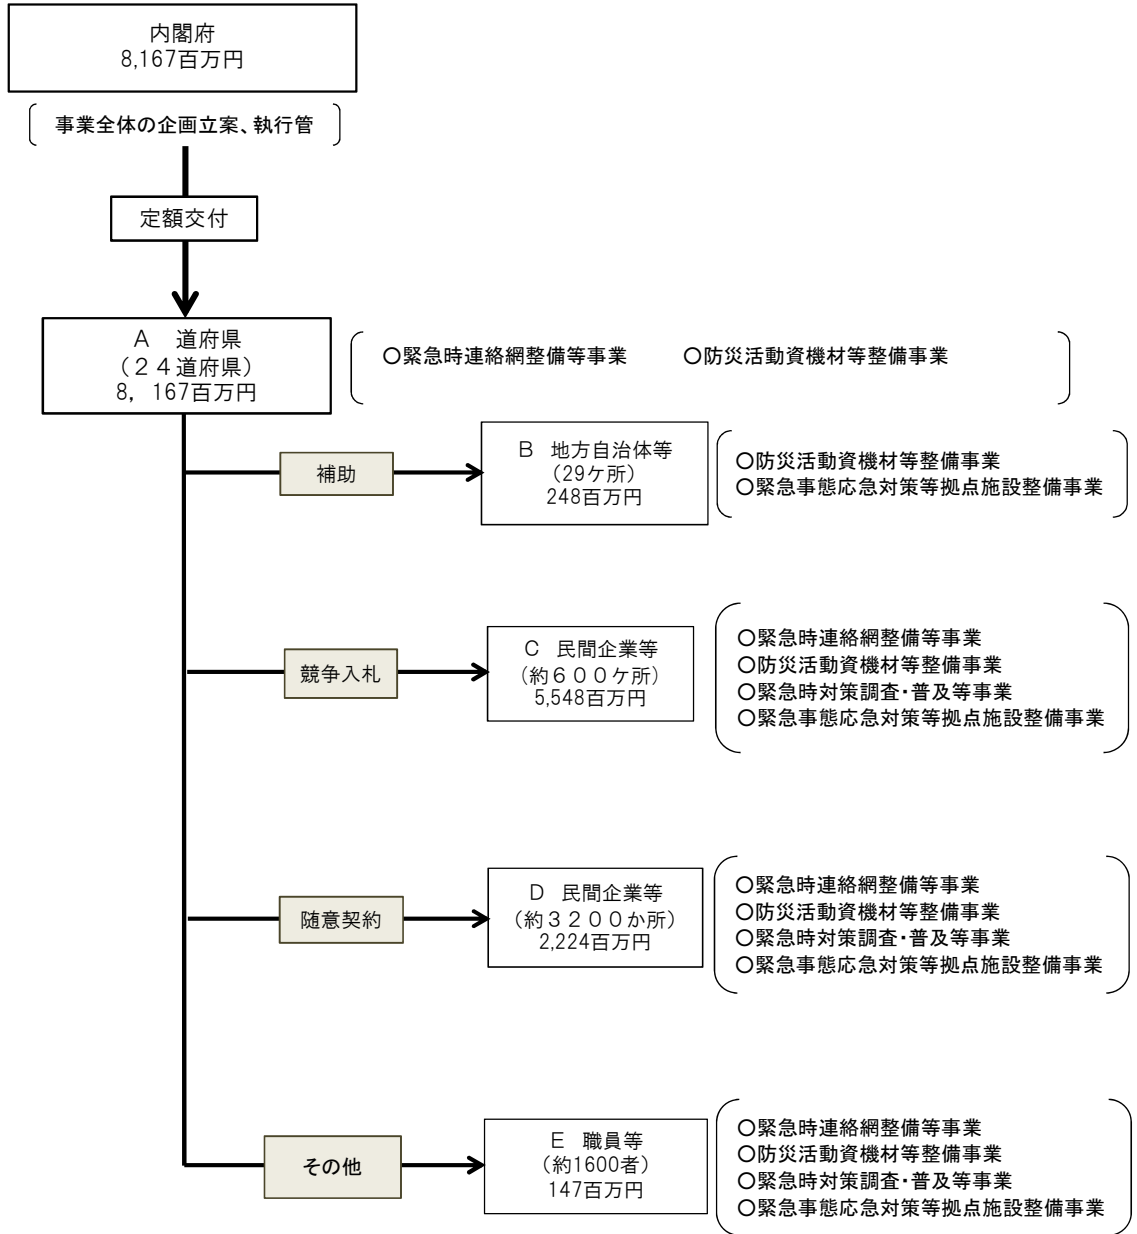 内閣府
8,167百万円
事業全体の企画立案、執行管
定額交付
A 道府県
(24道府県)
8,167百万円
○緊急時連絡網整備等事業 ○防災活動資機材等整備事業
補助
B 地方自治体等
(29ケ所)
248百万円
○防災活動資機材等整備事業
○緊急事態応急対策等拠点施設整備事業
競争入札
C 民間企業等
(約600ケ所)
5,548百万円
○緊急時連絡網整備等事業
○防災活動資機材等整備事業
○緊急時対策調査・普及等事業
○緊急事態応急対策等拠点施設整備事業
随意契約
D 民間企業等
(約3200か所)
2,224百万円
○緊急時連絡網整備等事業
○防災活動資機材等整備事業
○緊急時対策調査・普及等事業
○緊急事態応急対策等拠点施設整備事業
その他
E 職員等
(約1600者)
147百万円
○緊急時連絡網整備等事業
○防災活動資機材等整備事業
○緊急時対策調査・普及等事業
○緊急事態応急対策等拠点施設整備事業